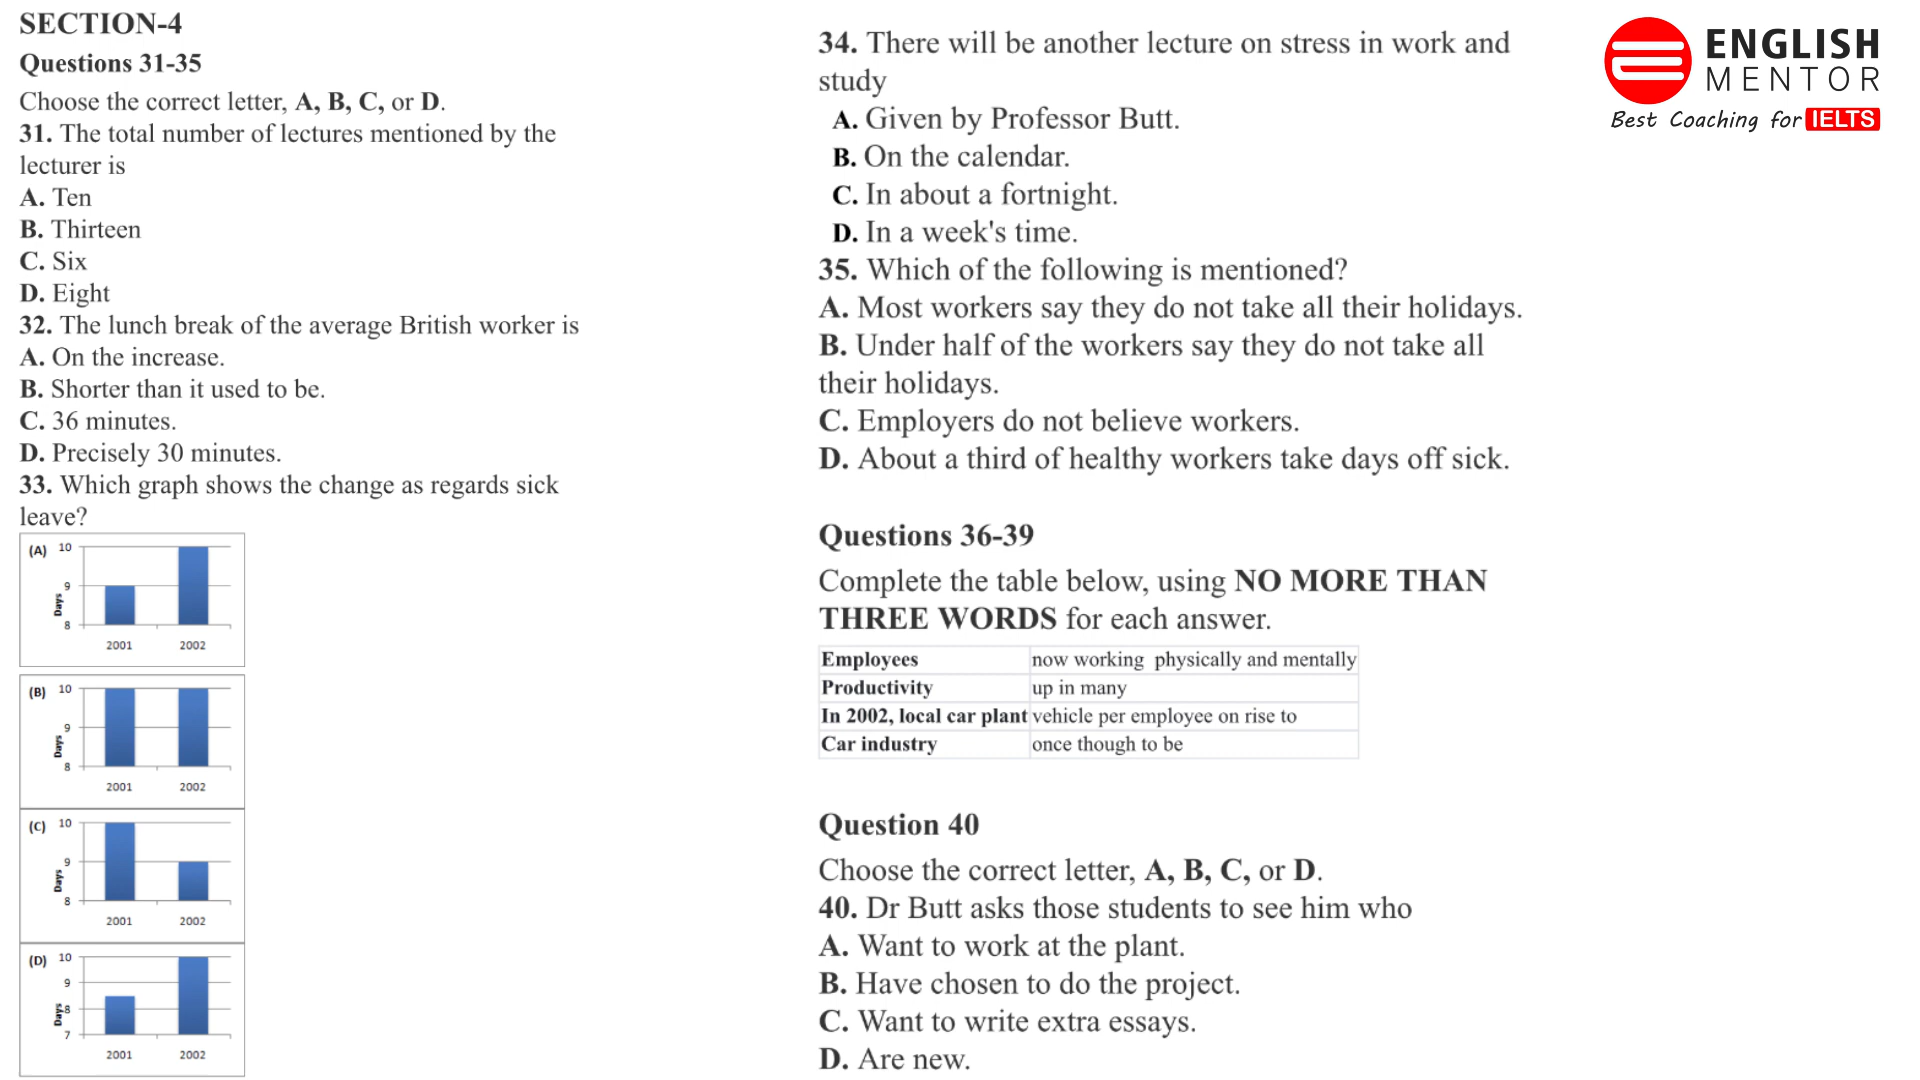 SECTION-4
Questions 31-35
Choose the correct letter, A, B, C, or D.
31. The total number of lectures mentioned by the
lecturer is
A. Ten
B. Thirteen
C. Six
D. Eight
32. The lunch break of the average British worker is
A. On the increase.
B. Shorter than it used to be.
C. 36 minutes.
D. Precisely 30 minutes.
33. Which graph shows the change as regards sick
leave?
(A) 10
9
8
Days
2001 2002
(B) 10
9
8
Days
2001 2002
(C) 10
9
8
Days
2001 2002
(D) 10
9
8
7
Days
2001 2002
34. There will be another lecture on stress in work and
study
A. Given by Professor Butt.
B. On the calendar.
C. In about a fortnight.
D. In a week's time.
35. Which of the following is mentioned?
A. Most workers say they do not take all their holidays.
B. Under half of the workers say they do not take all
their holidays.
C. Employers do not believe workers.
D. About a third of healthy workers take days off sick.
Questions 36-39
Complete the table below, using NO MORE THAN
THREE WORDS for each answer.
Employees now working physically and mentally
Productivity up in many
In 2002, local car plant vehicle per employee on rise to
Car industry once though to be
Question 40
Choose the correct letter, A, B, C, or D.
40. Dr Butt asks those students to see him who
A. Want to work at the plant.
B. Have chosen to do the project.
C. Want to write extra essays.
D. Are new.
ENGLISH
MENTOR
Best Coaching for IELTS